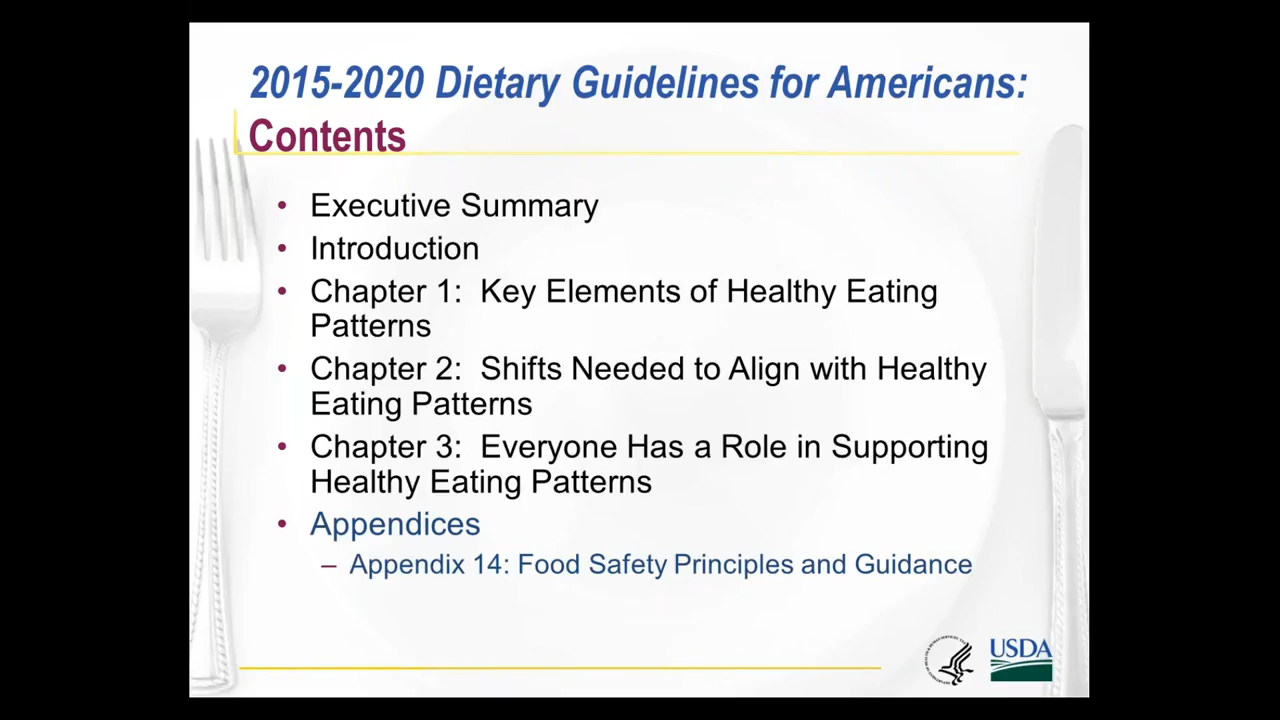 2015-2020 Dietary Guidelines for Americans:
Contents
• Executive Summary
• Introduction
• Chapter 1: Key Elements of Healthy Eating
Patterns
• Chapter 2: Shifts Needed to Align with Healthy
Eating Patterns
• Chapter 3: Everyone Has a Role in Supporting
Healthy Eating Patterns
• Appendices
– Appendix 14: Food Safety Principles and Guidance
USDA